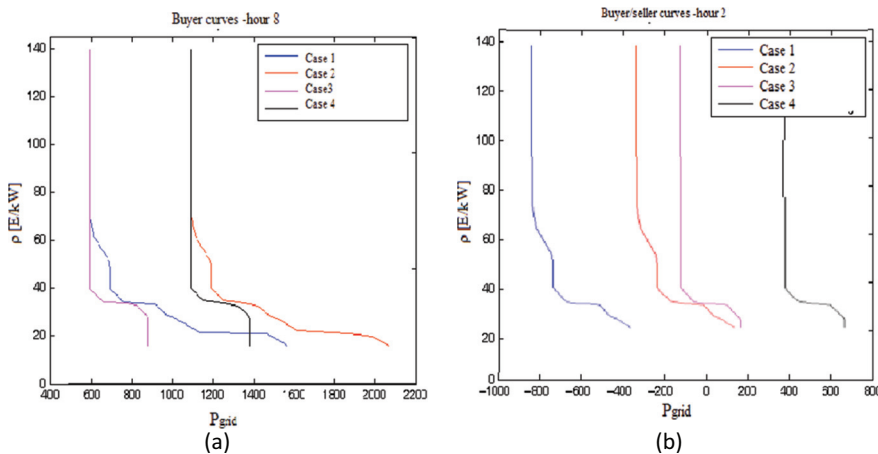 Buyer curves -hour 8
140
120
100
80
60
40
20
0
ρ [E/kW]
Case 1
Case 2
Case3
Case 4
400 600 800 1000 1200 1400 1600 1800 2000 2200
Pgrid
(a)
Buyer/seller curves-hour 2
140
120
100
80
60
40
20
0
ρ [E/kW]
Case 1
Case 2
Case 3
Case 4
-1000 -800 -600 -400 -200 0 200 400 600 800
Pgrid
(b)